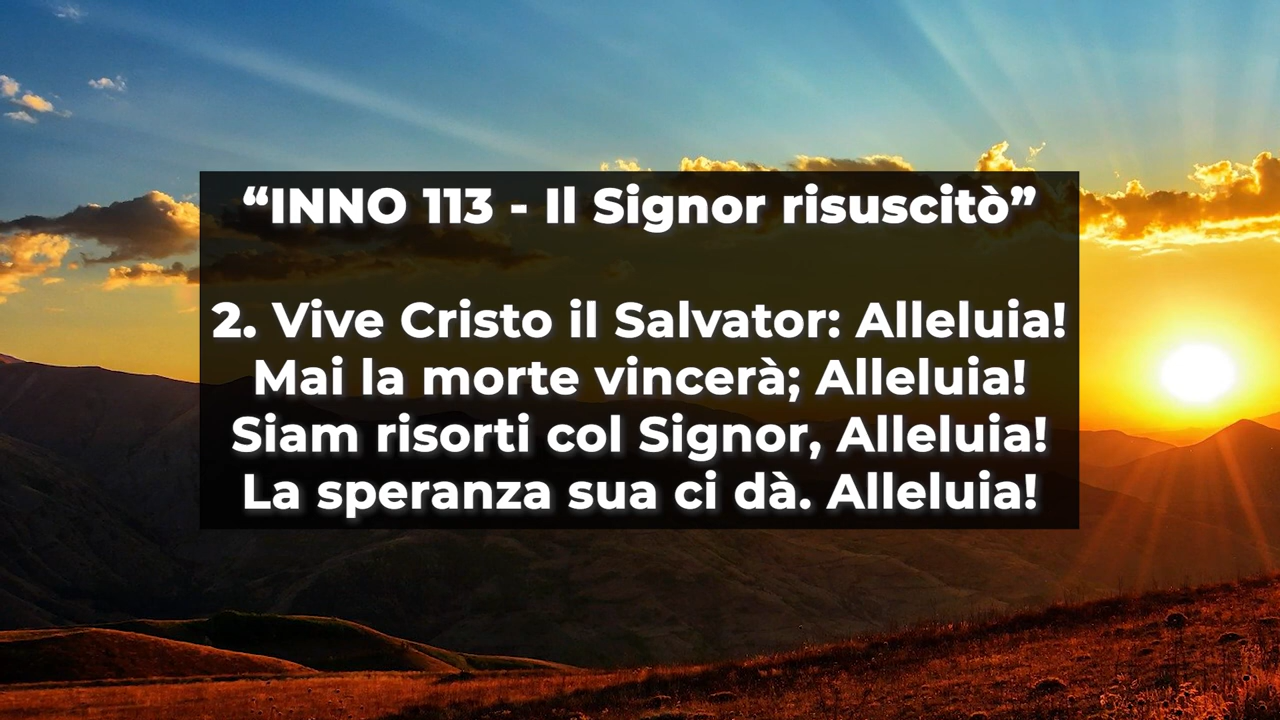 “INNO 113 - Il Signor risuscitò”
2. Vive Cristo il Salvator: Alleluia!
Mai la morte vincerà; Alleluia!
Siam risorti col Signor, Alleluia!
La speranza sua ci dà. Alleluia!